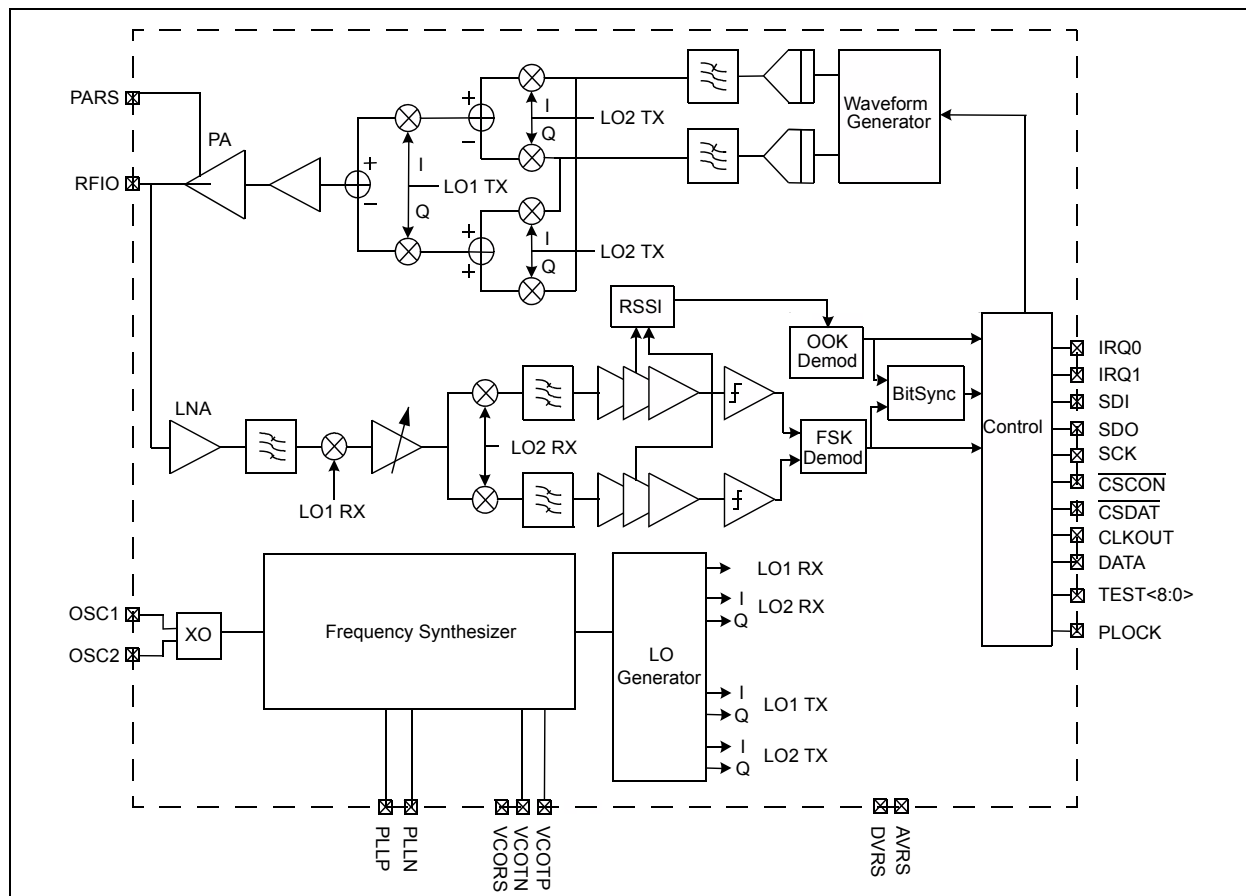 PARS
PA
RFIO
+
−
I
LO1 TX
Q
+
−
I
LO2 TX
Q
+
+
I
LO2 TX
Q
Waveform
Generator
RSSI
OOK
Demod
BitSync
FSK
Demod
Control
LNA
LO1 RX
LO2 RX
IRQ0
IRQ1
SDI
SDO
SCK
CSCON
CSDAT
CLKOUT
DATA
TEST<8:0>
PLOCK
OSC1
OSC2
XO
Frequency Synthesizer
LO
Generator
LO1 RX
I
LO2 RX
Q
I
LO1 TX
Q
I
LO2 TX
Q
PLLP
PLLN
VCORS
VCOTN
VCOTP
DVRS
AVRS